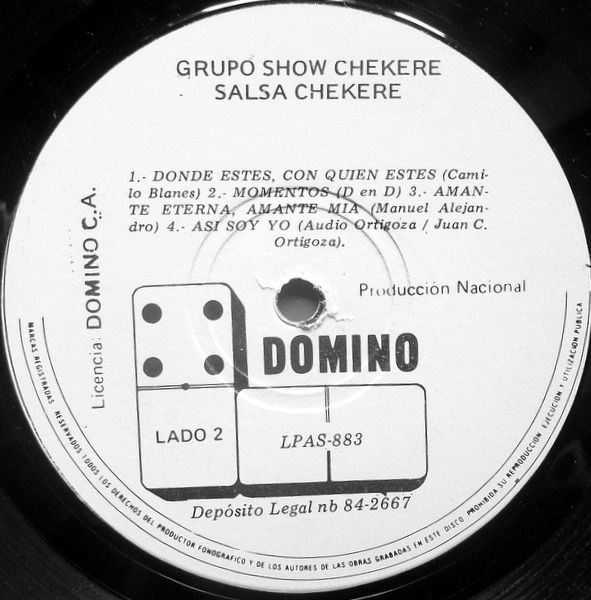 GRUPO SHOW CHEKERE
SALSA CHEKERE
1.- DONDE ESTES, CON QUIEN ESTES (Cami-
lo Blanes) 2.- MOMENTOS (D en D) 3.- AMAN-
TE ETERNA, AMANTE MIA (Manuel Alejan-
dro) 4.- ASI SOY YO (Audio Ortigoza / Juan C.
Ortigoza).
Licencia: DOMINO C.A.
Producción Nacional
DOMINO
LADO 2
LPAS-883
Depósito Legal nb 84-2667
MARCAS REGISTRADAS RESERVADOS TODOS LOS DERECHOS DEL PRODUCTOR FONOGRAFICO Y DE LOS AUTORES DE LAS OBRAS GRABADAS EN ESTE DISCO PROHIBIDA SU REPRODUCCION EJECUCION Y UTILIZACION PUBLICA